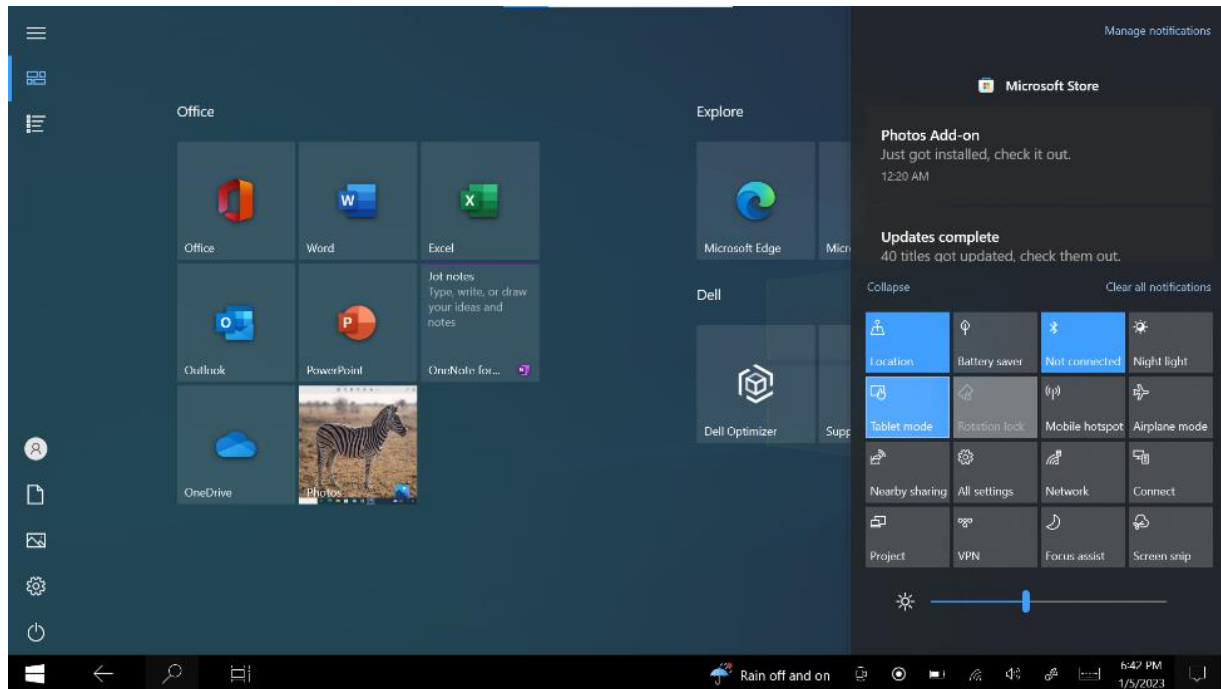 Manage notifications
Office
Explore
Microsoft Store
Photos Add-on
Just got installed, check it out.
12:20 AM
Office
Word
Excel
Microsoft Edge
Micr
Updates complete
40 titles got updated, check them out.
Jot notes
Type, write, or draw
your ideas and
notes
Dell
Collapse
Clear all notifications
Outlook
PowerPoint
OneNote for...
Location
Battery saver
Not connected
Night light
Dell Optimizer
Supp
Tablet mode
Rotation lock
Mobile hotspot
Airplane mode
OneDrive
Photos
Nearby sharing
All settings
Network
Connect
Project
VPN
Focus assist
Screen snip
Rain off and on
6:42 PM
1/5/2023